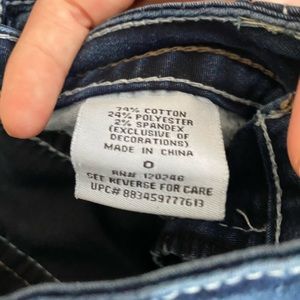 74% COTTON
24% POLYESTER
2% SPANDEX
(EXCLUSIVE OF
DECORATIONS)
MADE IN CHINA
0
RN# 120246
SEE REVERSE FOR CARE
UPC# 883459777613